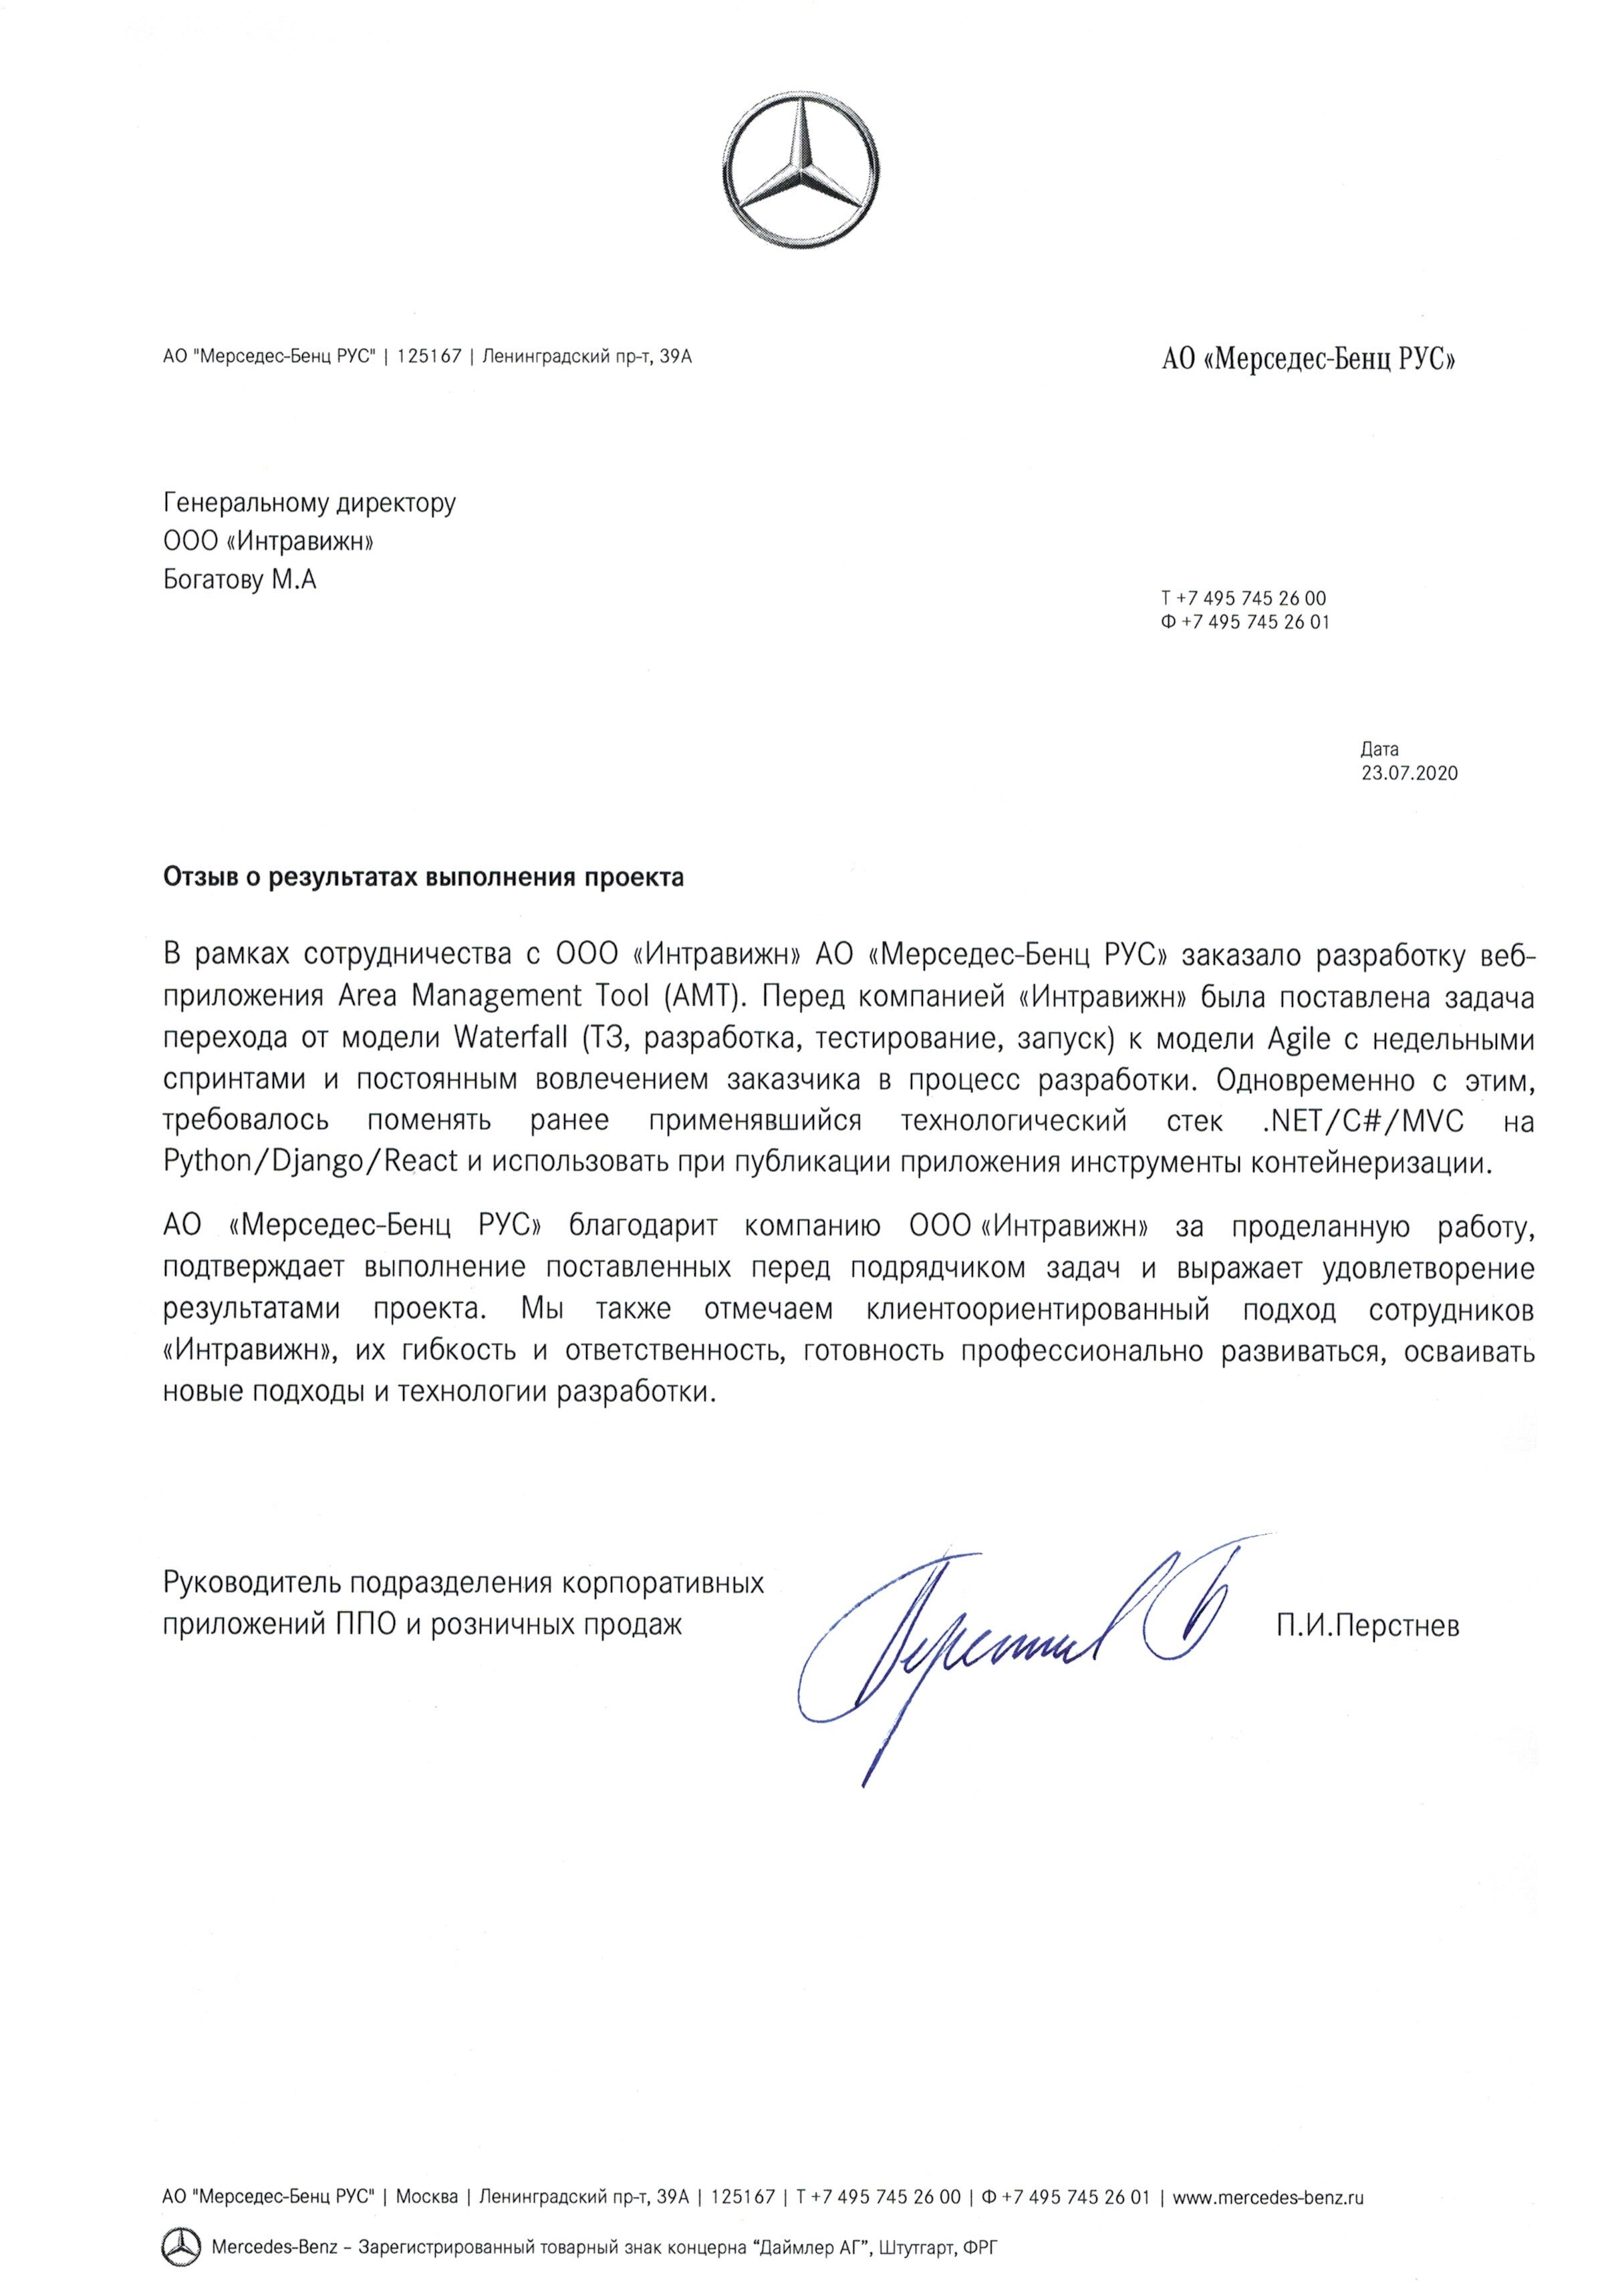 АО "Мерседес-Бенц РУС" | 125167 | Ленинградский пр-т, 39А
АО «Мерседес-Бенц РУС»
Генеральному директору
ООО «Интравижн»
Богатову М.А
Т +7 495 745 26 00
Ф +7 495 745 26 01
Дата
23.07.2020
Отзыв о результатах выполнения проекта
В рамках сотрудничества с ООО «Интравижн» АО «Мерседес-Бенц РУС» заказало разработку веб-
приложения Area Management Tool (AMT). Перед компанией «Интравижн» была поставлена задача
перехода от модели Waterfall (ТЗ, разработка, тестирование, запуск) к модели Agile с недельными
спринтами и постоянным вовлечением заказчика в процесс разработки. Одновременно с этим,
требовалось поменять ранее применявшийся технологический стек .NET/C#/MVC на
Python/Django/React и использовать при публикации приложения инструменты контейнеризации.
АО «Мерседес-Бенц РУС» благодарит компанию ООО «Интравижн» за проделанную работу,
подтверждает выполнение поставленных перед подрядчиком задач и выражает удовлетворение
результатами проекта. Мы также отмечаем клиентоориентированный подход сотрудников
«Интравижн», их гибкость и ответственность, готовность профессионально развиваться, осваивать
новые подходы и технологии разработки.
Руководитель подразделения корпоративных
приложений ППО и розничных продаж
П.И.Перстнев
АО "Мерседес-Бенц РУС" | Москва | Ленинградский пр-т, 39А | 125167 | Т +7 495 745 26 00 | Ф +7 495 745 26 01 | www.mercedes-benz.ru
Mercedes-Benz – Зарегистрированный товарный знак концерна "Даймлер АГ", Штутгарт, ФРГ